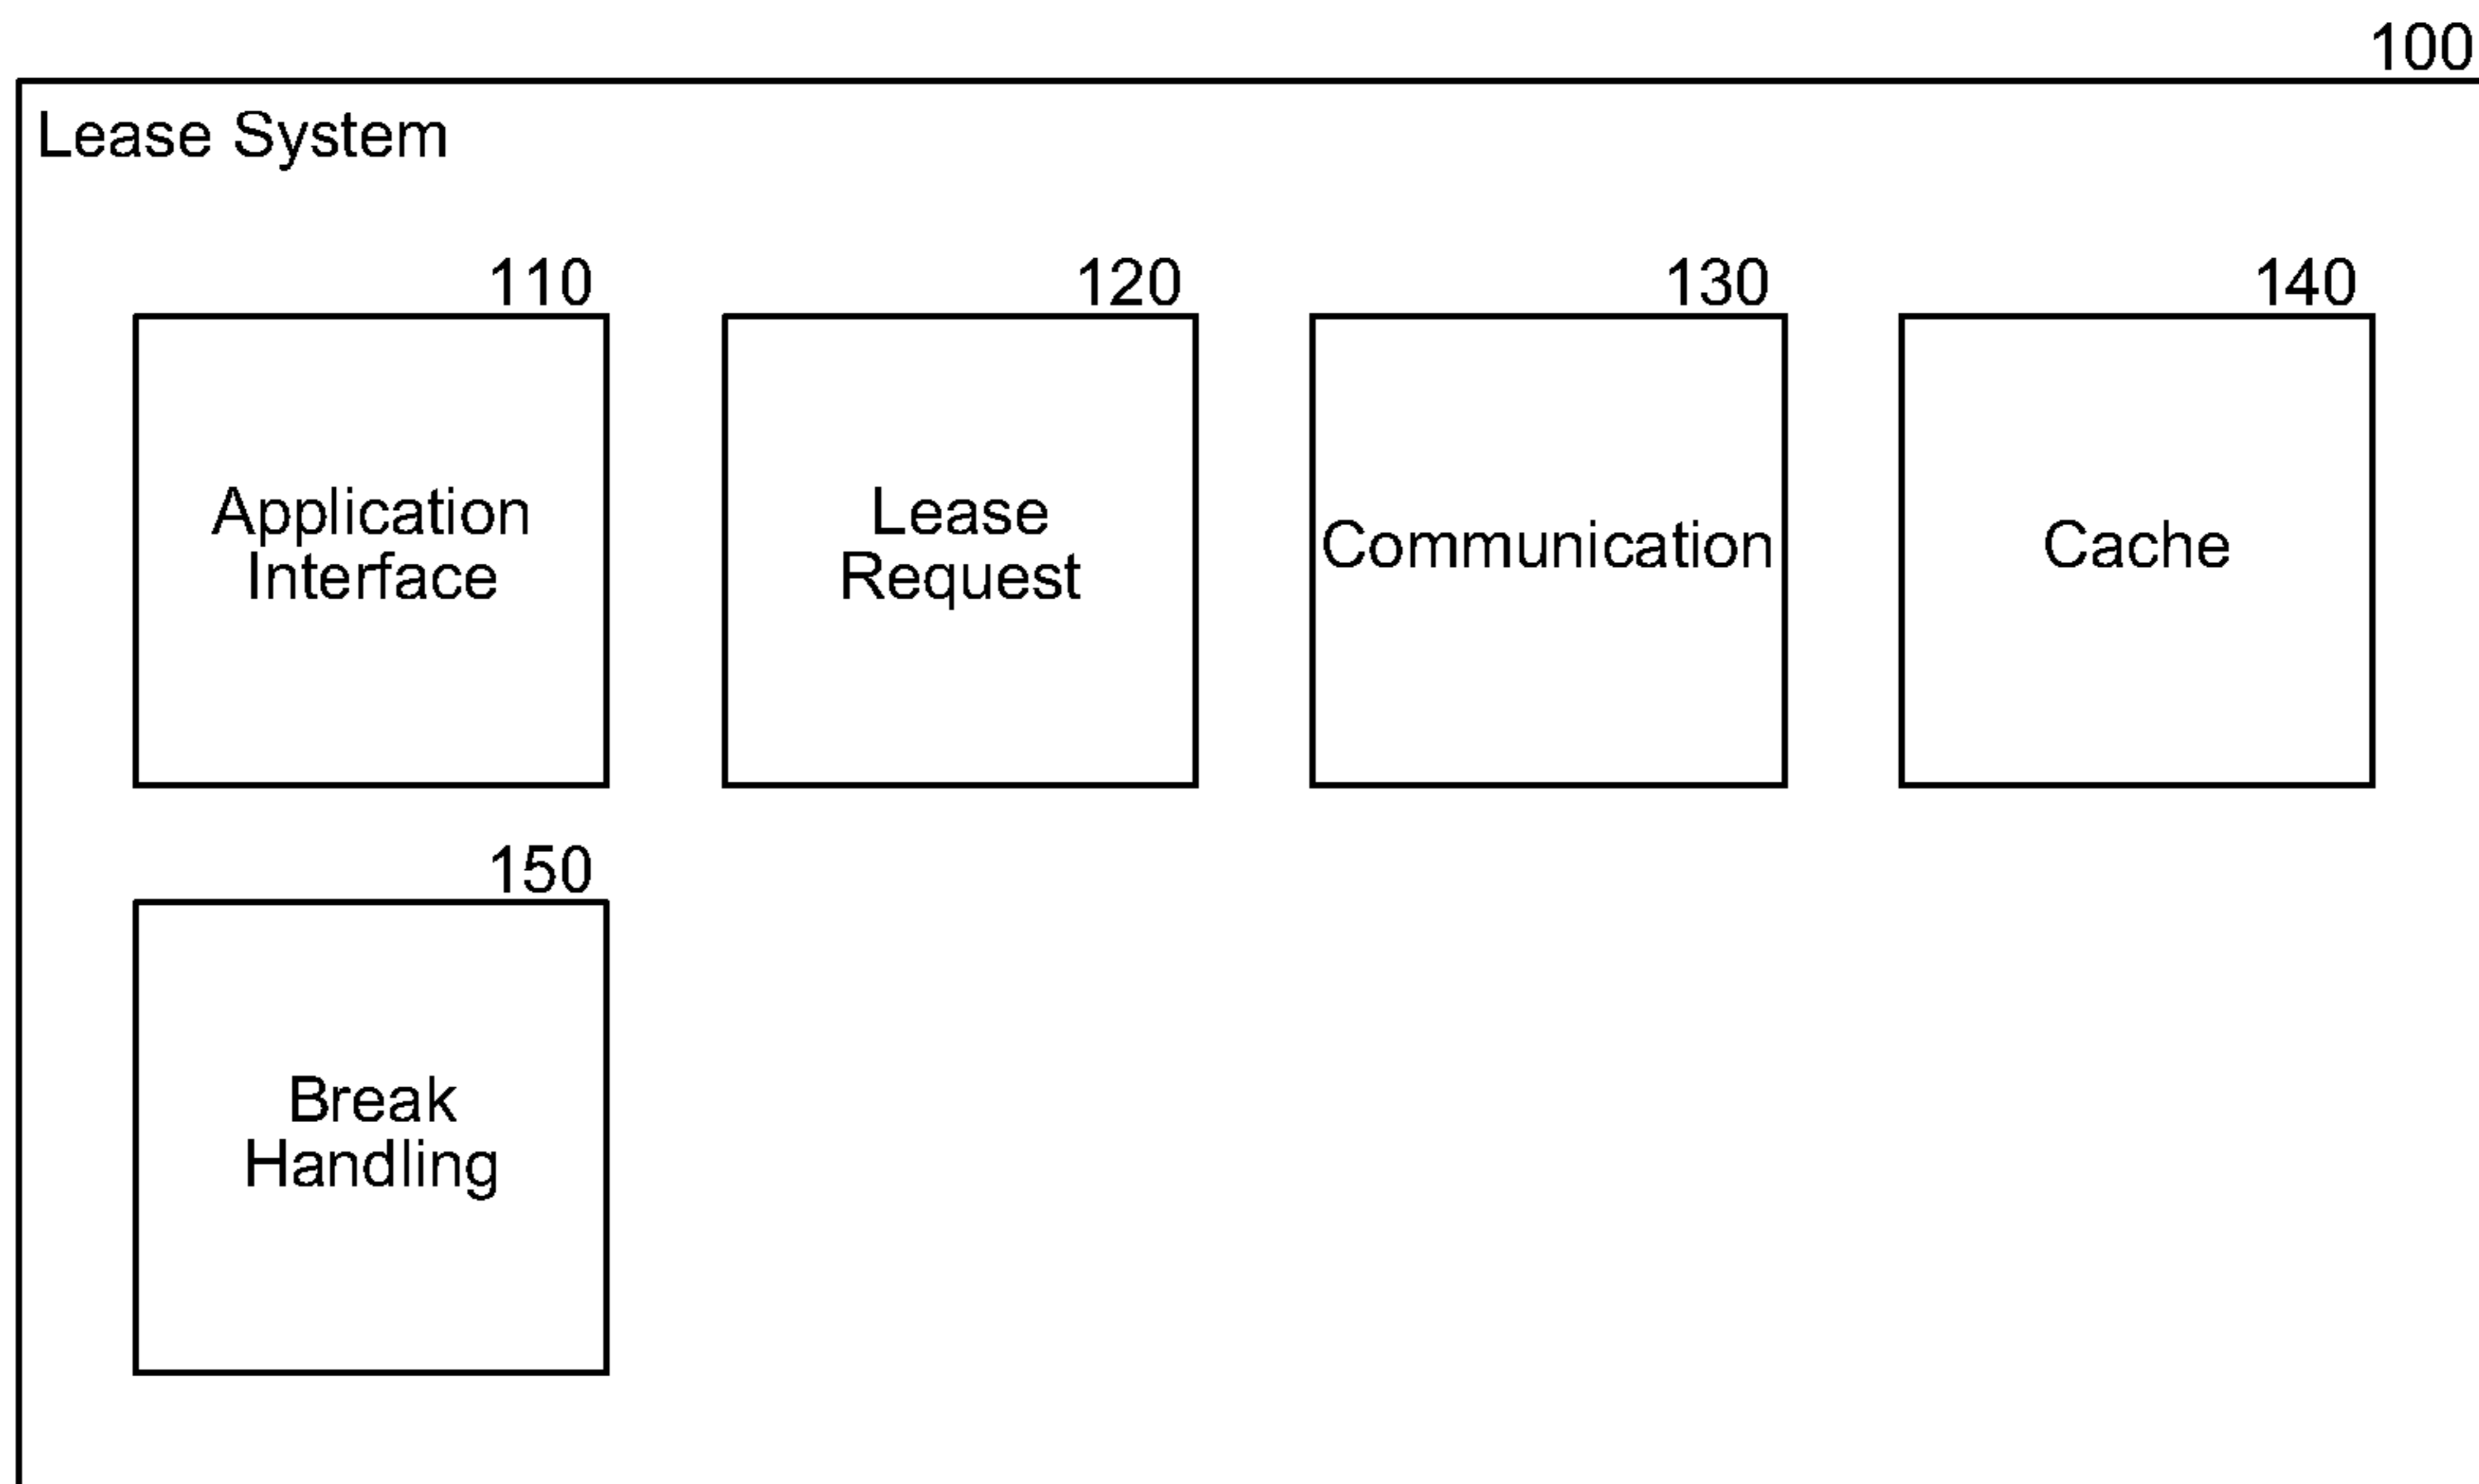 100
Lease System
110
120
130
140
Application
Interface
Lease
Request
Communication
Cache
150
Break
Handling